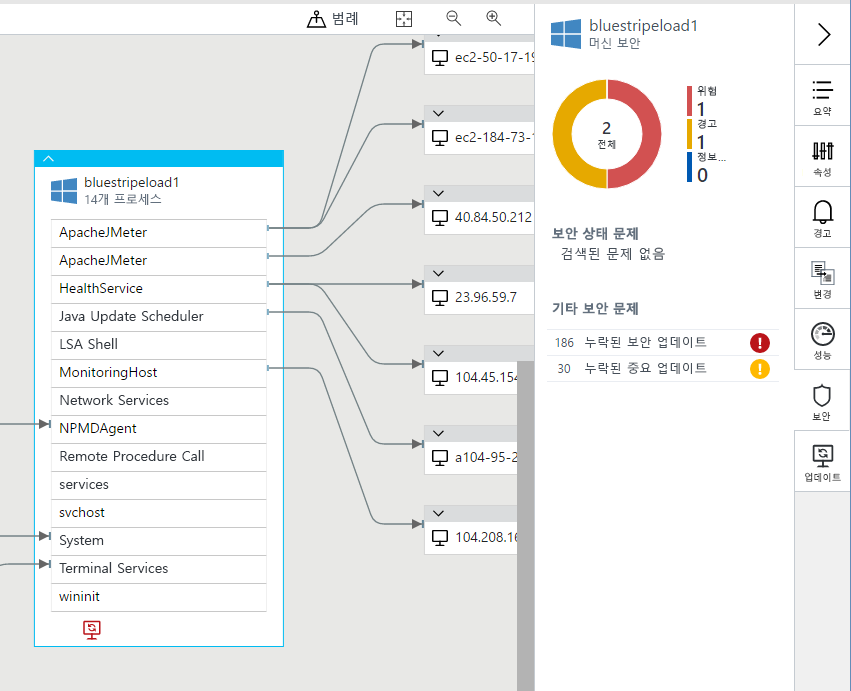 범례
bluestripeload1
14개 프로세스
ApacheJMeter
ApacheJMeter
HealthService
Java Update Scheduler
LSA Shell
MonitoringHost
Network Services
NPMDAgent
Remote Procedure Call
services
svchost
System
Terminal Services
wininit
ec2-50-17-19
ec2-184-73-1
40.84.50.212
23.96.59.7
104.45.154
a104-95-2
104.208.16
bluestripeload1
머신 보안
2
전체
위험
1
경고
1
정보...
0
보안 상태 문제
검색된 문제 없음
기타 보안 문제
186 누락된 보안 업데이트
30 누락된 중요 업데이트
요약
속성
경고
변경
성능
보안
업데이트